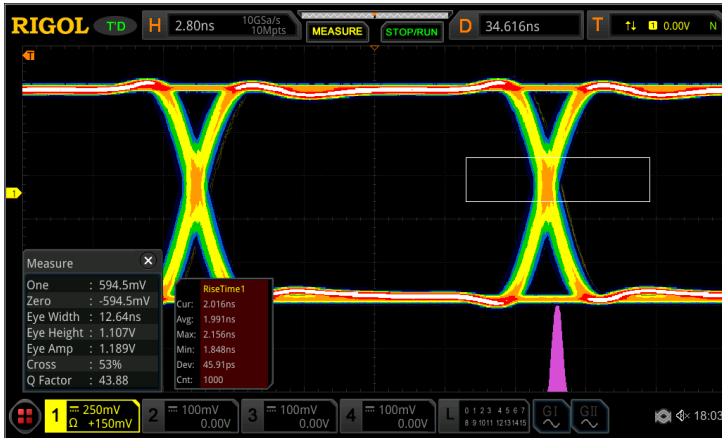 RIGOL T'D H 2.80ns 10GSa/s 10Mpts MEASURE STOP/RUN D 34.616ns T 1 0.00V N
T
1
Measure
One : 594.5mV
Zero : -594.5mV
Eye Width : 12.64ns
Eye Height : 1.107V
Eye Amp : 1.189V
Cross : 53%
Q Factor : 43.88
RiseTime1
Cur: 2.016ns
Avg: 1.991ns
Max: 2.156ns
Min: 1.848ns
Dev: 45.91ps
Cnt: 1000
1 250mV Ω +150mV
2 100mV 0.00V
3 100mV 0.00V
4 100mV 0.00V
L 0 1 2 3 4 5 6 7
8 9 10 11 12 13 14 15
GI GII
18:03